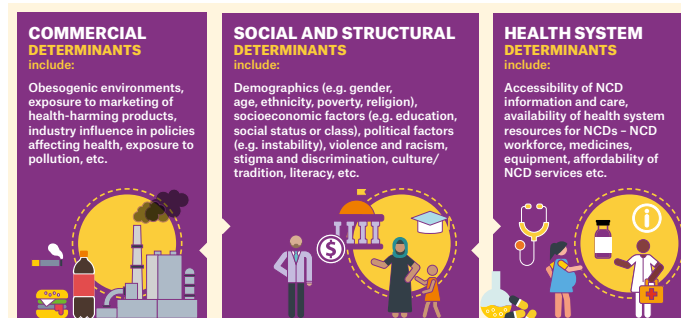 COMMERCIAL
DETERMINANTS
include:
Obesogenic environments,
exposure to marketing of
health-harming products,
industry influence in policies
affecting health, exposure to
pollution, etc.
SOCIAL AND STRUCTURAL
DETERMINANTS
include:
Demographics (e.g. gender,
age, ethnicity, poverty, religion),
socioeconomic factors (e.g. education,
social status or class), political factors
(e.g. instability), violence and racism,
stigma and discrimination, culture/
tradition, literacy, etc.
$
HEALTH SYSTEM
DETERMINANTS
include:
Accessibility of NCD
information and care,
availability of health system
resources for NCDs – NCD
workforce, medicines,
equipment, affordability of
NCD services etc.
i